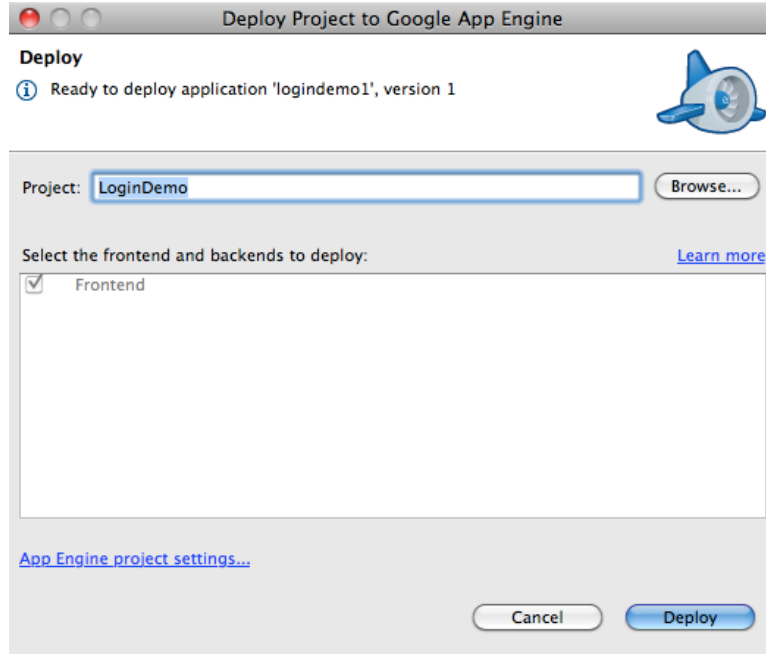 Deploy Project to Google App Engine
Deploy
Ready to deploy application 'logindemo1', version 1
Project: LoginDemo Browse...
Select the frontend and backends to deploy: Learn more
Frontend
App Engine project settings...
Cancel Deploy